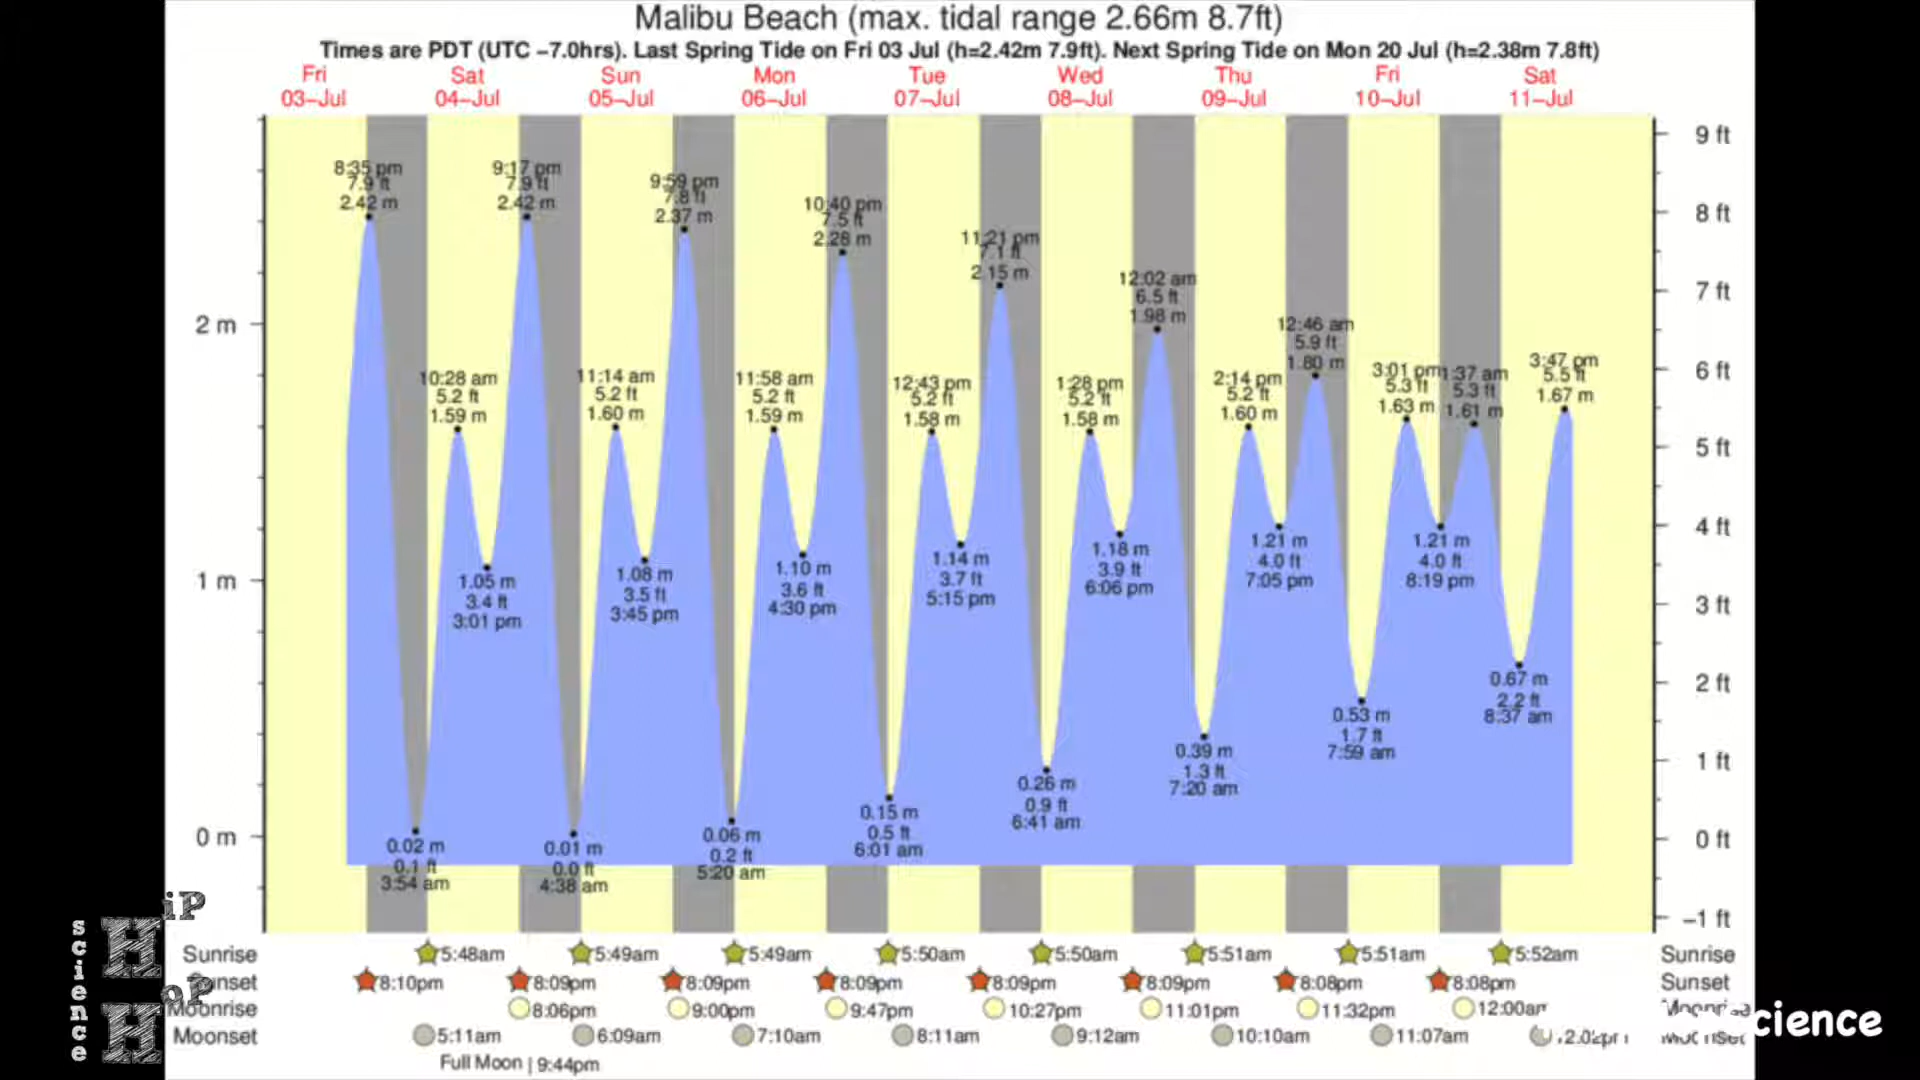 Malibu Beach (max. tidal range 2.66m 8.7ft)
Times are PDT (UTC −7.0hrs). Last Spring Tide on Fri 03 Jul (h=2.42m 7.9ft). Next Spring Tide on Mon 20 Jul (h=2.38m 7.8ft)
Fri Sat Sun Mon Tue Wed Thu Fri Sat
03–Jul 04–Jul 05–Jul 06–Jul 07–Jul 08–Jul 09–Jul 10–Jul 11–Jul
9 ft
8 ft
7 ft
6 ft
5 ft
4 ft
3 ft
2 ft
1 ft
0 ft
−1 ft
2 m
1 m
0 m
8:35 pm
7.9 ft
2.42 m
0.02 m
0.1 ft
3:54 am
10:28 am
5.2 ft
1.59 m
1.05 m
3.4 ft
3:01 pm
9:17 pm
7.9 ft
2.42 m
0.01 m
0.0 ft
4:38 am
11:14 am
5.2 ft
1.60 m
1.08 m
3.5 ft
3:45 pm
9:59 pm
7.8 ft
2.37 m
0.06 m
0.2 ft
5:20 am
11:58 am
5.2 ft
1.59 m
1.10 m
3.6 ft
4:30 pm
10:40 pm
7.5 ft
2.28 m
0.15 m
0.5 ft
6:01 am
12:43 pm
5.2 ft
1.58 m
1.14 m
3.7 ft
5:15 pm
11:21 pm
7.1 ft
2.15 m
0.26 m
0.9 ft
6:41 am
1:28 pm
5.2 ft
1.58 m
1.18 m
3.9 ft
6:06 pm
12:02 am
6.5 ft
1.98 m
0.39 m
1.3 ft
7:20 am
2:14 pm
5.2 ft
1.60 m
1.21 m
4.0 ft
7:05 pm
12:46 am
5.9 ft
1.80 m
0.53 m
1.7 ft
7:59 am
3:01 pm
5.3 ft
1.63 m
1.21 m
4.0 ft
8:19 pm
1:37 am
5.3 ft
1.61 m
0.67 m
2.2 ft
8:37 am
3:47 pm
5.5 ft
1.67 m
Sunrise 5:48am 5:49am 5:49am 5:50am 5:50am 5:51am 5:51am 5:52am Sunrise
Sunset 8:10pm 8:09pm 8:09pm 8:09pm 8:09pm 8:09pm 8:08pm 8:08pm Sunset
Moonrise 8:06pm 9:00pm 9:47pm 10:27pm 11:01pm 11:32pm 12:00am
Moonset 5:11am 6:09am 7:10am 8:11am 9:12am 10:10am 11:07am
Full Moon | 9:44pm
science
HiP
HoP
cience